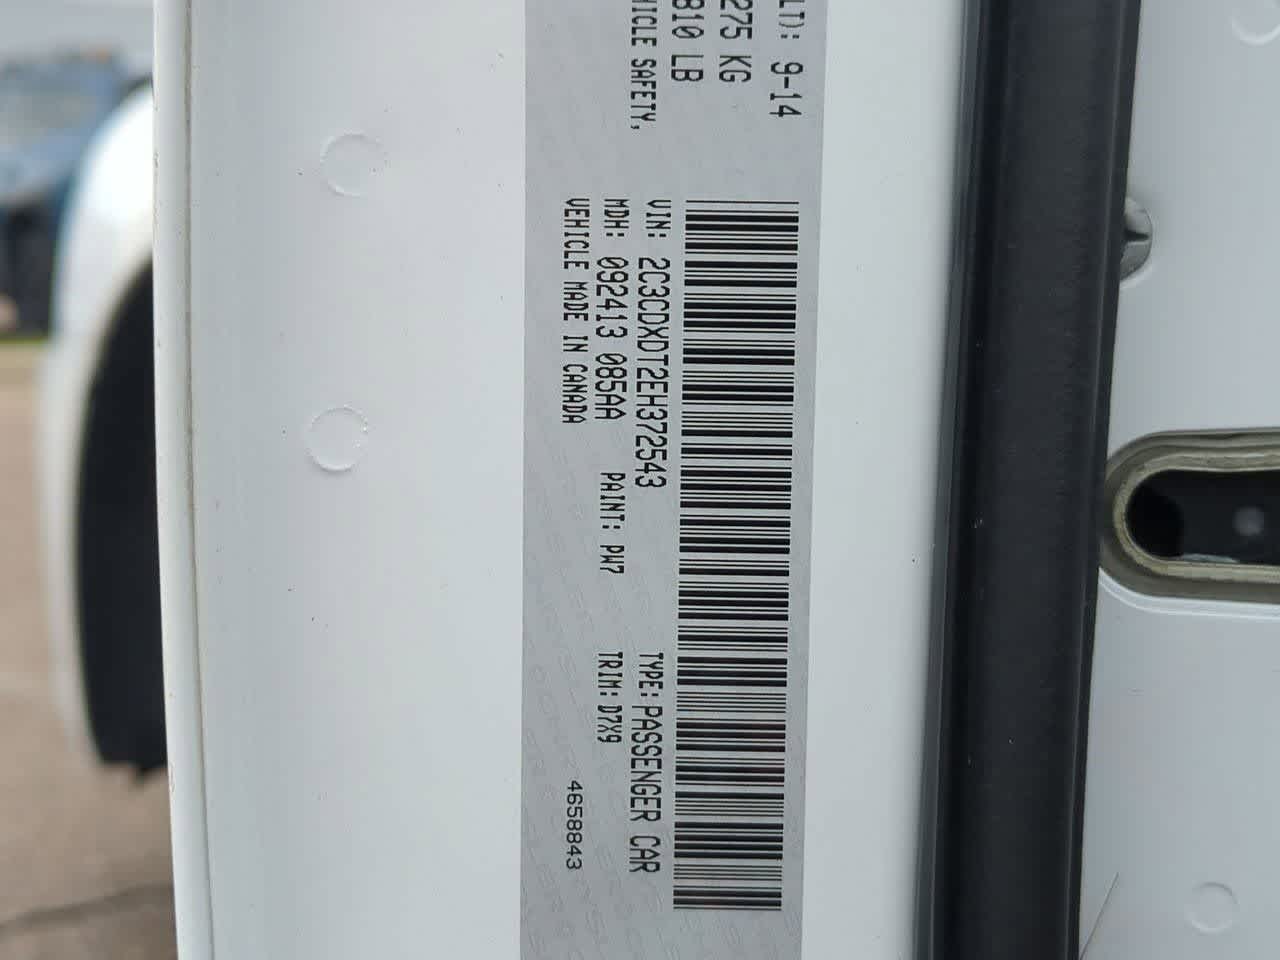 LT): 9-14
275 KG
810 LB
HICLE SAFETY,
VIN: 2C3CDXDT2EH372543 TYPE: PASSENGER CAR
MDH: 092413 085AA PAINT: PW7 TRIM: D7X9
VEHICLE MADE IN CANADA 4658843